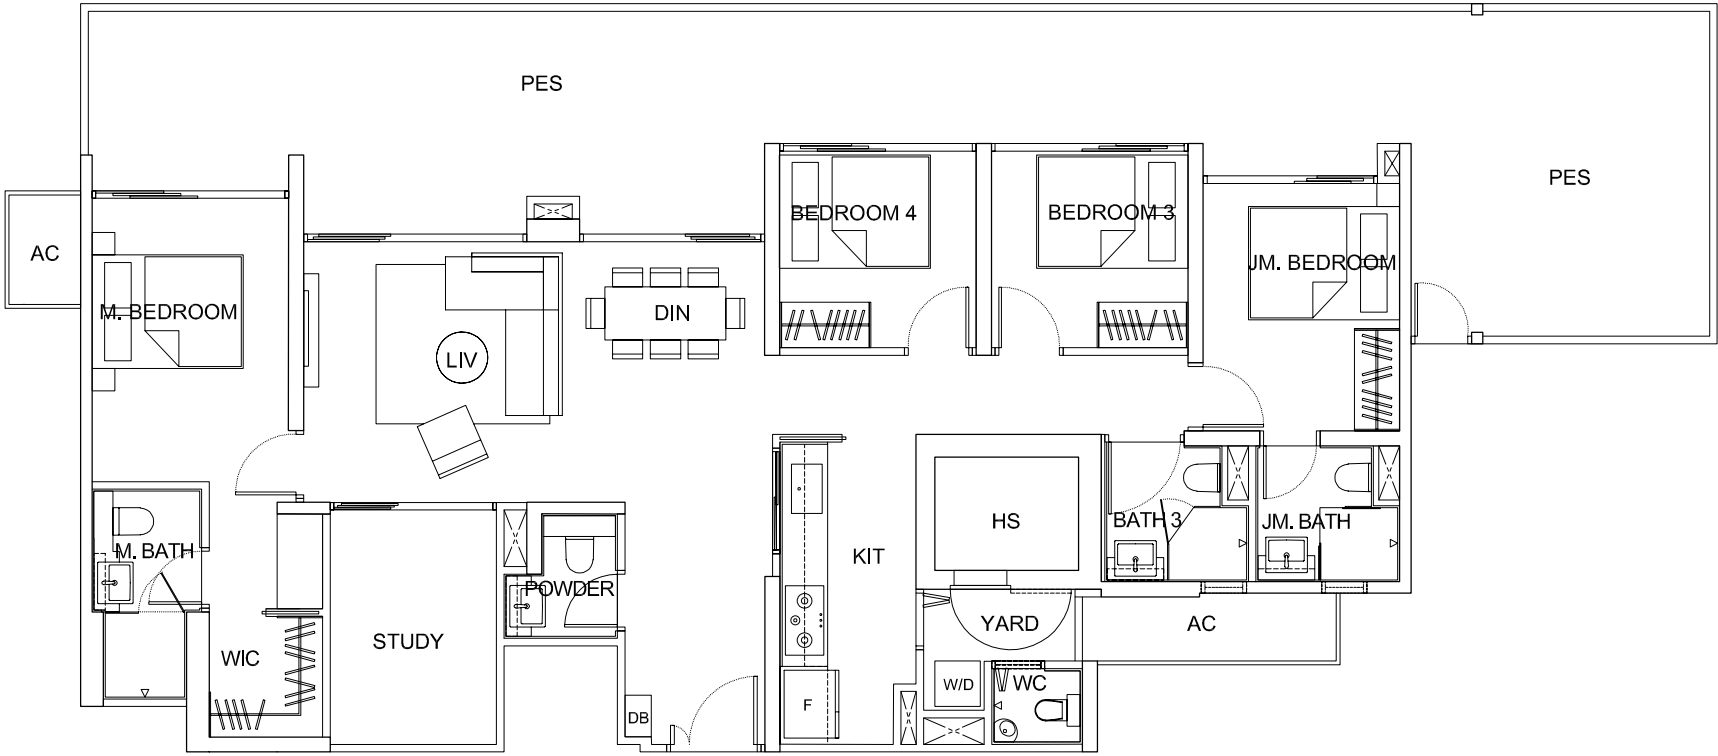 PES
PES
BEDROOM 4
BEDROOM 3
AC
JM. BEDROOM
M. BEDROOM
DIN
LIV
HS
BATH 3
JM. BATH
M. BATH
KIT
POWDER
YARD
AC
STUDY
WIC
W/D
WC
F
DB